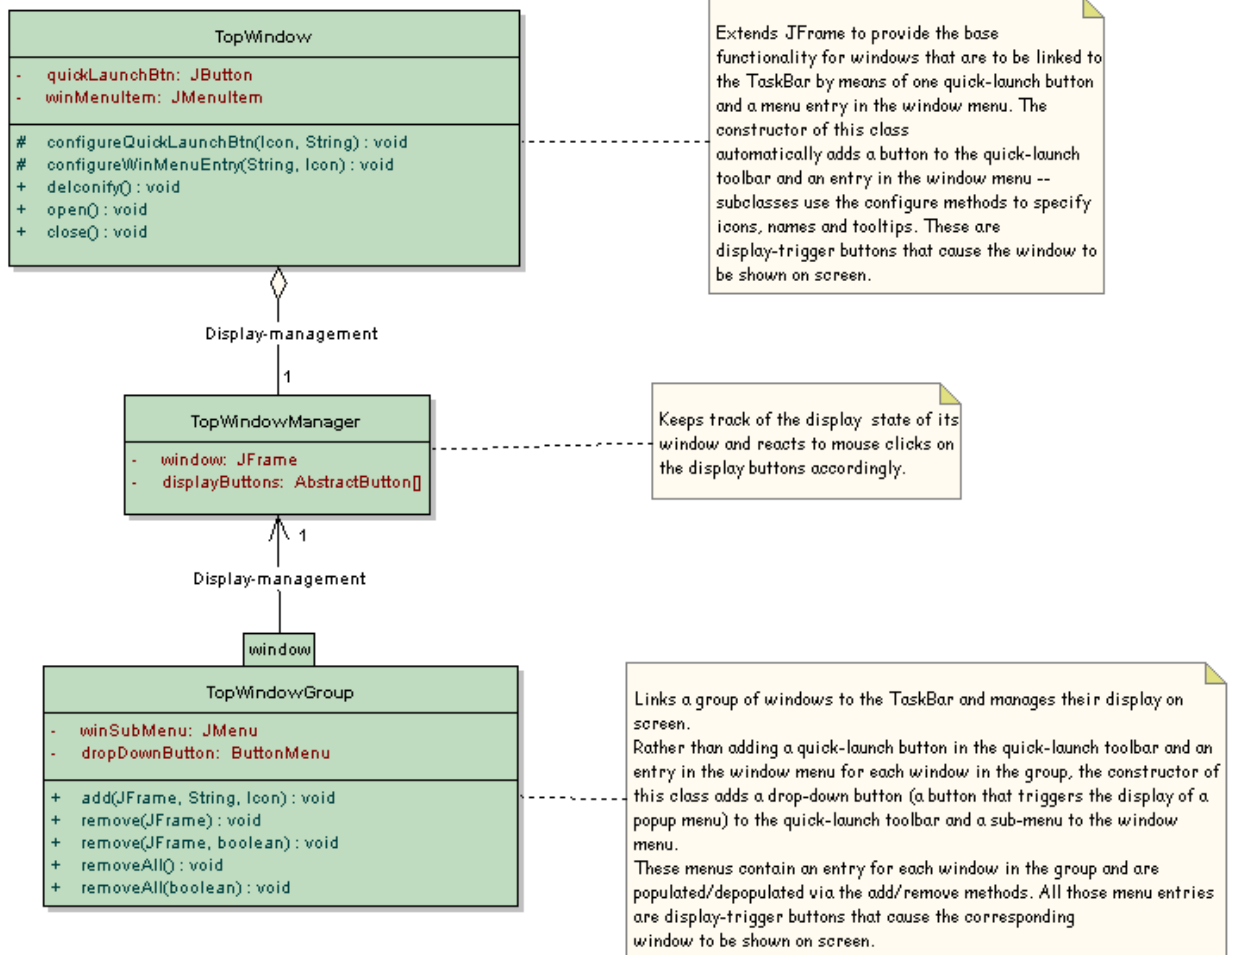 TopWindow
- quickLaunchBtn: JButton
- winMenuItem: JMenuItem
# configureQuickLaunchBtn(Icon, String) : void
# configureWinMenuEntry(String, Icon) : void
+ deIconify() : void
+ open() : void
+ close() : void
Extends JFrame to provide the base
functionality for windows that are to be linked to
the TaskBar by means of one quick-launch button
and a menu entry in the window menu. The
constructor of this class
automatically adds a button to the quick-launch
toolbar and an entry in the window menu --
subclasses use the configure methods to specify
icons, names and tooltips. These are
display-trigger buttons that cause the window to
be shown on screen.
Display-management
1
TopWindowManager
- window: JFrame
- displayButtons: AbstractButton[]
Keeps track of the display state of its
window and reacts to mouse clicks on
the display buttons accordingly.
1
Display-management
window
TopWindowGroup
- winSubMenu: JMenu
- dropDownButton: ButtonMenu
+ add(JFrame, String, Icon) : void
+ remove(JFrame) : void
+ remove(JFrame, boolean) : void
+ removeAll() : void
+ removeAll(boolean) : void
Links a group of windows to the TaskBar and manages their display on
screen.
Rather than adding a quick-launch button in the quick-launch toolbar and an
entry in the window menu for each window in the group, the constructor of
this class adds a drop-down button (a button that triggers the display of a
popup menu) to the quick-launch toolbar and a sub-menu to the window
menu.
These menus contain an entry for each window in the group and are
populated/depopulated via the add/remove methods. All those menu entries
are display-trigger buttons that cause the corresponding
window to be shown on screen.